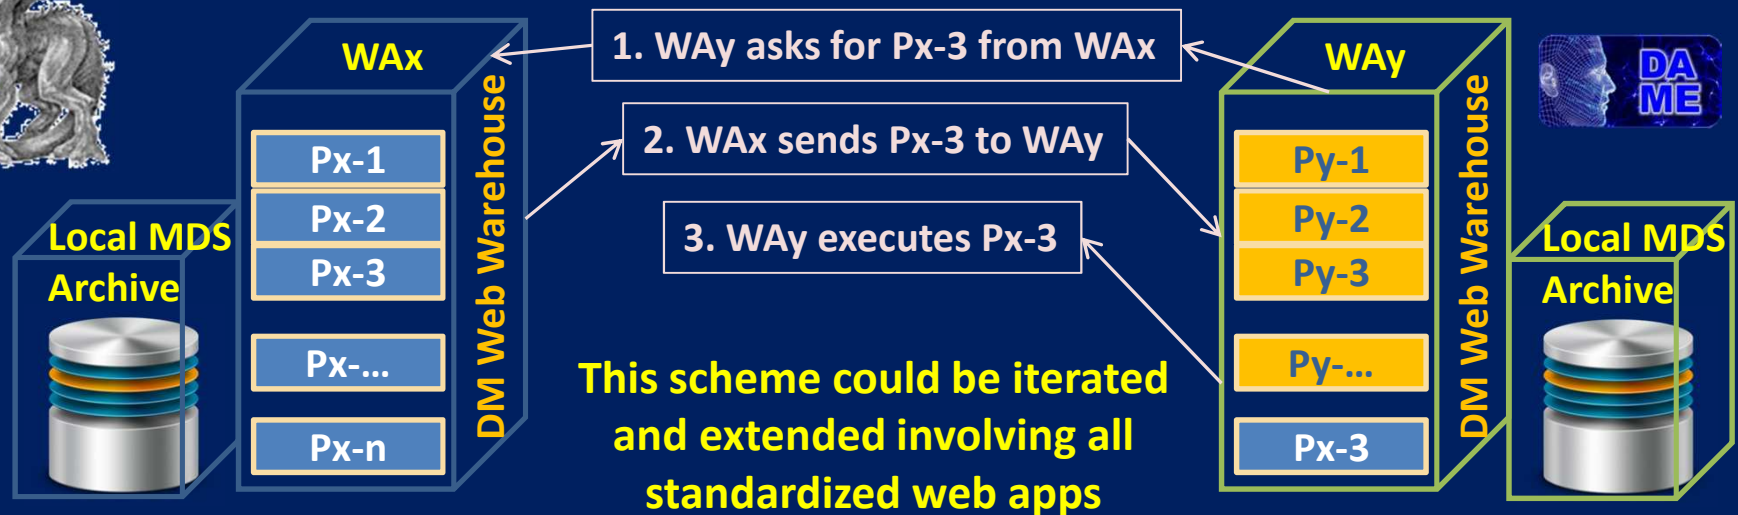 WAx
DM Web Warehouse
Px-1
Px-2
Px-3
Px-...
Px-n
Local MDS
Archive
1. WAy asks for Px-3 from WAx
2. WAx sends Px-3 to WAy
3. WAy executes Px-3
This scheme could be iterated
and extended involving all
standardized web apps
WAy
DM Web Warehouse
Py-1
Py-2
Py-3
Py-...
Px-3
Local MDS
Archive
DA
ME